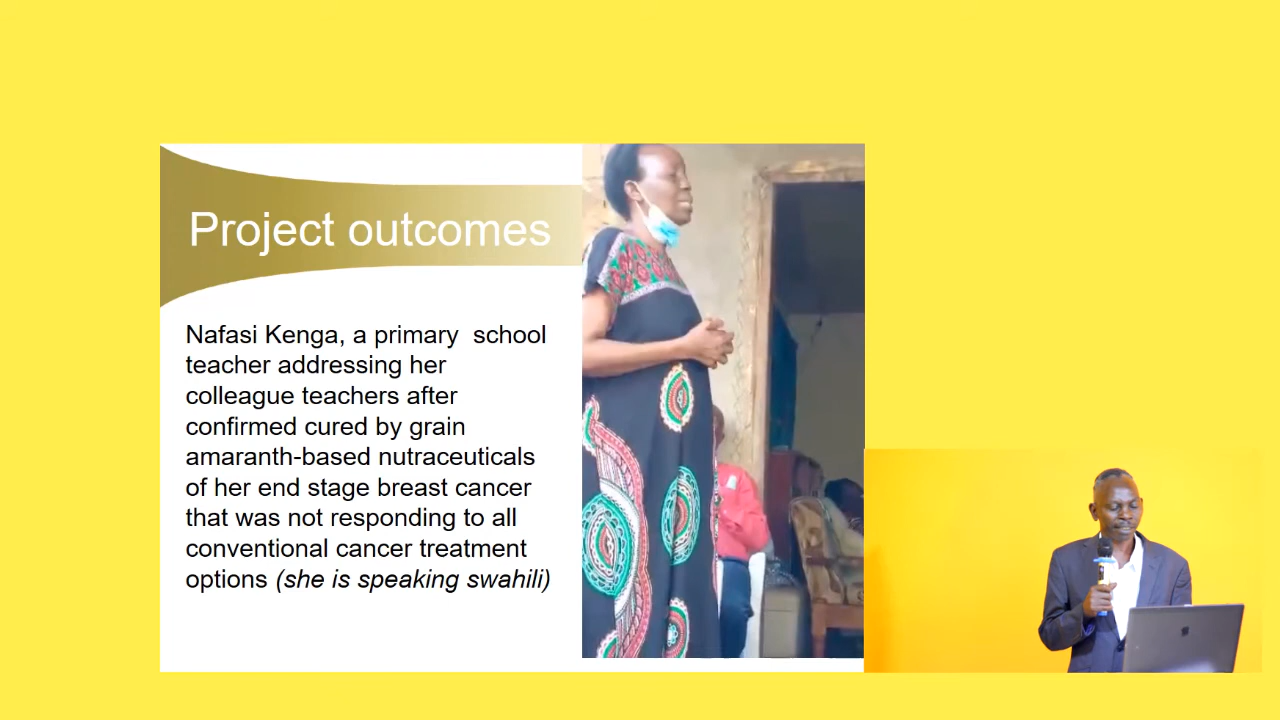 Project outcomes
Nafasi Kenga, a primary  school
teacher addressing her
colleague teachers after
confirmed cured by grain
amaranth-based nutraceuticals
of her end stage breast cancer
that was not responding to all
conventional cancer treatment
options (she is speaking swahili)